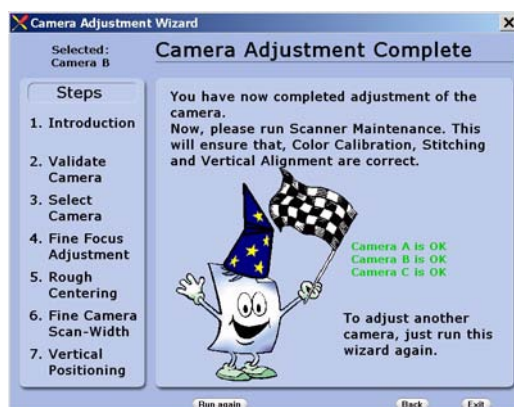 Camera Adjustment Wizard
Selected:
Camera B
Camera Adjustment Complete
Steps
1. Introduction
2. Validate
Camera
3. Select
Camera
4. Fine Focus
Adjustment
5. Rough
Centering
6. Fine Camera
Scan-Width
7. Vertical
Positioning
You have now completed adjustment of the
camera.
Now, please run Scanner Maintenance. This
will ensure that, Color Calibration, Stitching
and Vertical Alignment are correct.
Camera A is OK
Camera B is OK
Camera C is OK
To adjust another
camera, just run this
wizard again.
Run again
Back
Exit